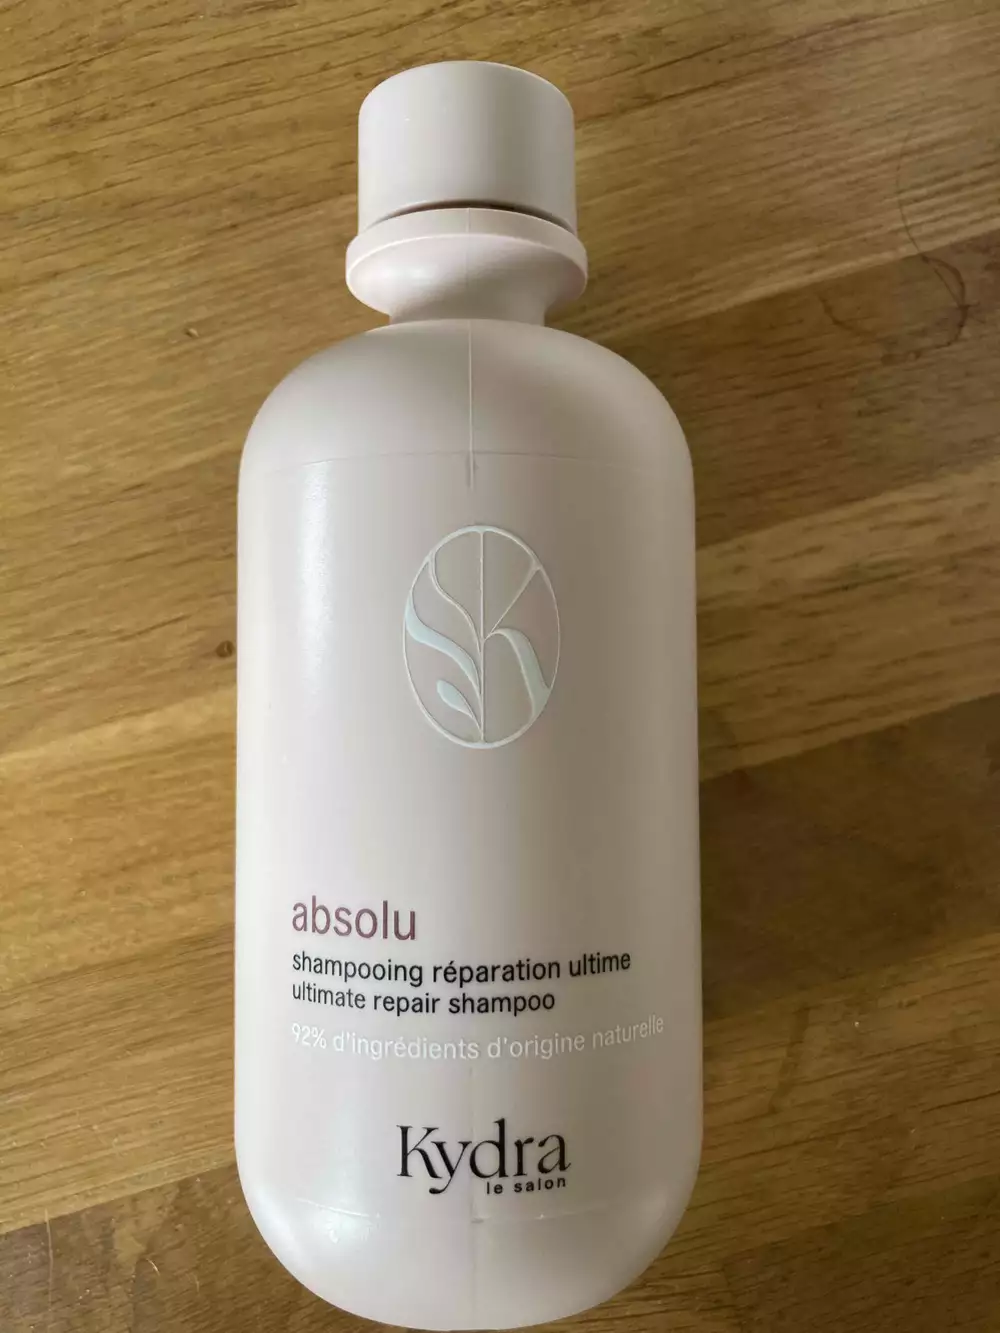 absolu
shampooing réparation ultime
ultimate repair shampoo
92% d'ingrédients d'origine naturelle
Kydra
le salon